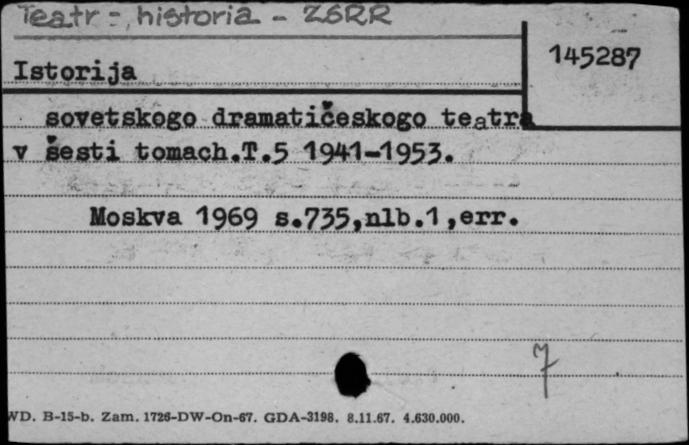 Teatr - historia - ZSRR
145287
Istorija
sovetskogo dramatičeskogo teatra
v šesti tomach.T.5 1941-1953.
Moskva 1969 s.735,nlb.1,err.
7
WD. B-15-b. Zam. 1726-DW-On-67. GDA-3198. 8.11.67. 4.630.000.